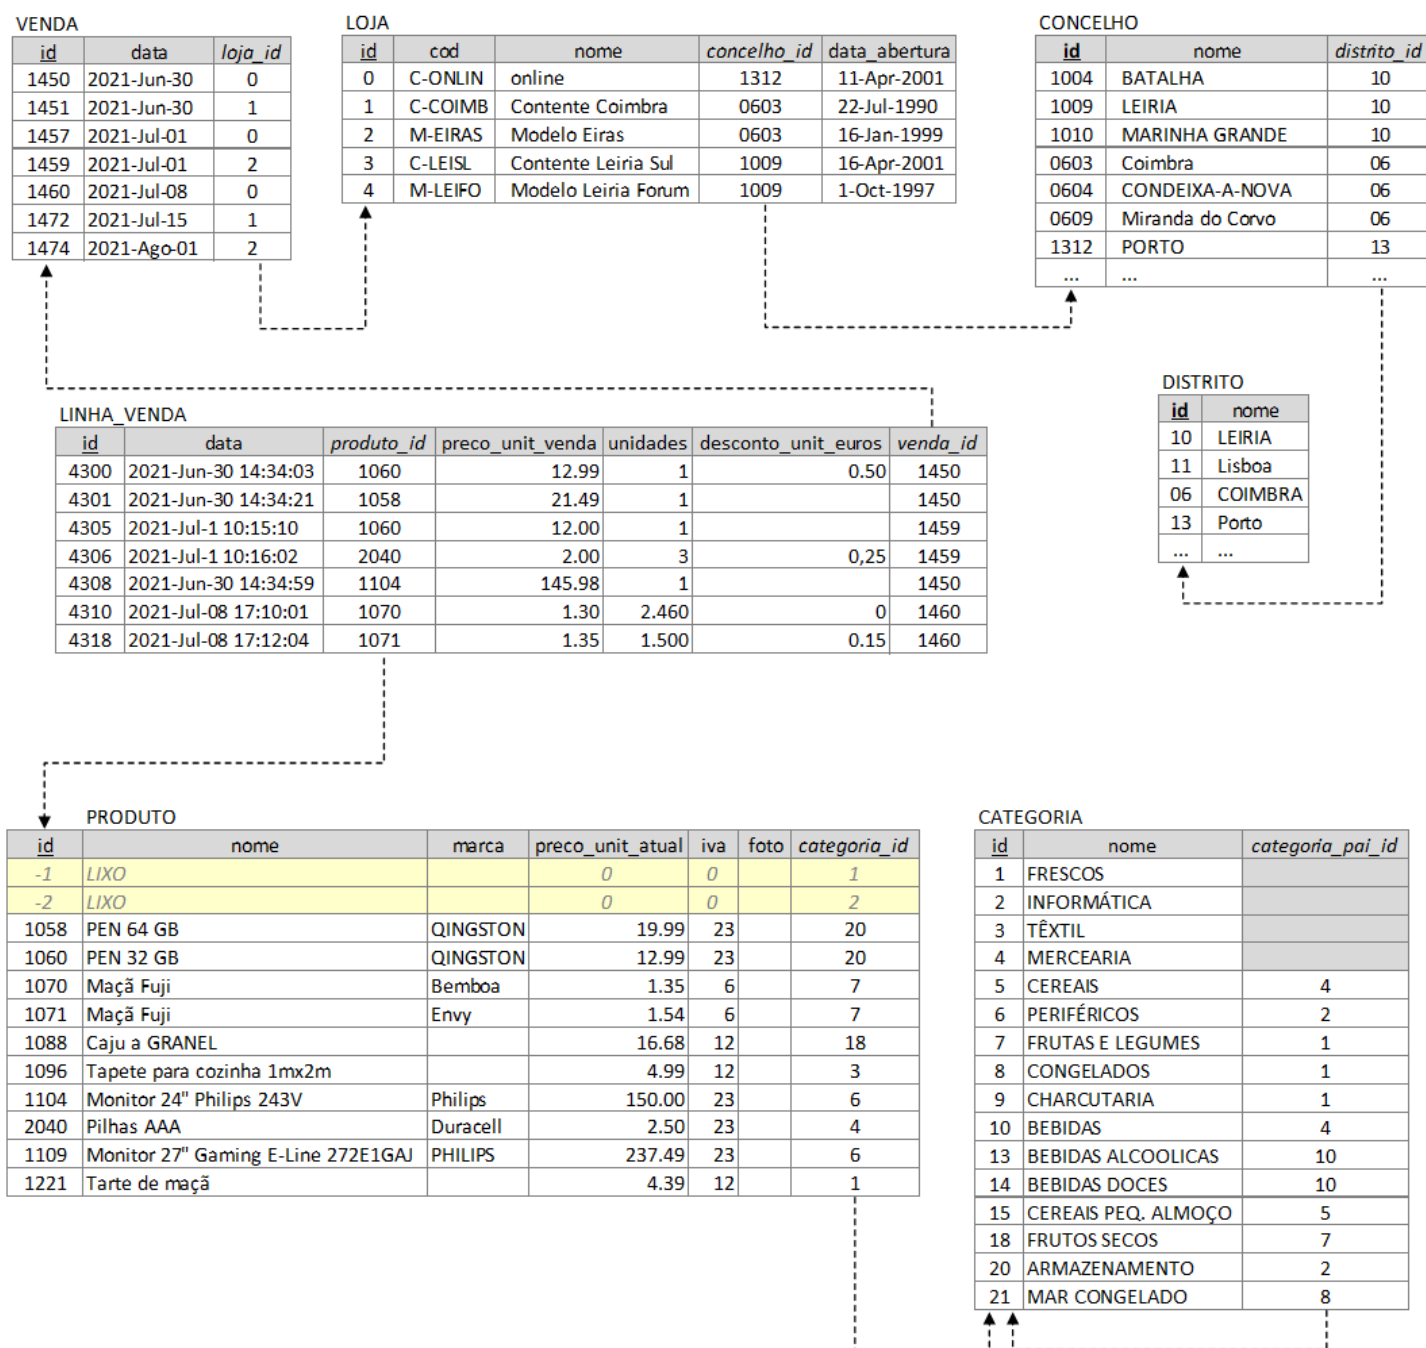 VENDA
id data loja_id
1450 2021-Jun-30 0
1451 2021-Jun-30 1
1457 2021-Jul-01 0
1459 2021-Jul-01 2
1460 2021-Jul-08 0
1472 2021-Jul-15 1
1474 2021-Ago-01 2
LOJA
id cod nome concelho_id data_abertura
0 C-ONLIN online 1312 11-Apr-2001
1 C-COIMB Contente Coimbra 0603 22-Jul-1990
2 M-EIRAS Modelo Eiras 0603 16-Jan-1999
3 C-LEISL Contente Leiria Sul 1009 16-Apr-2001
4 M-LEIFO Modelo Leiria Forum 1009 1-Oct-1997
CONCELHO
id nome distrito_id
1004 BATALHA 10
1009 LEIRIA 10
1010 MARINHA GRANDE 10
0603 Coimbra 06
0604 CONDEIXA-A-NOVA 06
0609 Miranda do Corvo 06
1312 PORTO 13
... ... ...
DISTRITO
id nome
10 LEIRIA
11 Lisboa
06 COIMBRA
13 Porto
... ...
LINHA_VENDA
id data produto_id preco_unit_venda unidades desconto_unit_euros venda_id
4300 2021-Jun-30 14:34:03 1060 12.99 1 0.50 1450
4301 2021-Jun-30 14:34:21 1058 21.49 1 1450
4305 2021-Jul-1 10:15:10 1060 12.00 1 1459
4306 2021-Jul-1 10:16:02 2040 2.00 3 0,25 1459
4308 2021-Jun-30 14:34:59 1104 145.98 1 1450
4310 2021-Jul-08 17:10:01 1070 1.30 2.460 0 1460
4318 2021-Jul-08 17:12:04 1071 1.35 1.500 0.15 1460
PRODUTO
id nome marca preco_unit_atual iva foto categoria_id
-1 LIXO 0 0 1
-2 LIXO 0 0 2
1058 PEN 64 GB QINGSTON 19.99 23 20
1060 PEN 32 GB QINGSTON 12.99 23 20
1070 Maçã Fuji Bemboa 1.35 6 7
1071 Maçã Fuji Envy 1.54 6 7
1088 Caju a GRANEL 16.68 12 18
1096 Tapete para cozinha 1mx2m 4.99 12 3
1104 Monitor 24" Philips 243V Philips 150.00 23 6
2040 Pilhas AAA Duracell 2.50 23 4
1109 Monitor 27" Gaming E-Line 272E1GAJ PHILIPS 237.49 23 6
1221 Tarte de maçã 4.39 12 1
CATEGORIA
id nome categoria_pai_id
1 FRESCOS
2 INFORMÁTICA
3 TÊXTIL
4 MERCEARIA
5 CEREAIS 4
6 PERIFÉRICOS 2
7 FRUTAS E LEGUMES 1
8 CONGELADOS 1
9 CHARCUTARIA 1
10 BEBIDAS 4
13 BEBIDAS ALCOOLICAS 10
14 BEBIDAS DOCES 10
15 CEREAIS PEQ. ALMOÇO 5
18 FRUTOS SECOS 7
20 ARMAZENAMENTO 2
21 MAR CONGELADO 8